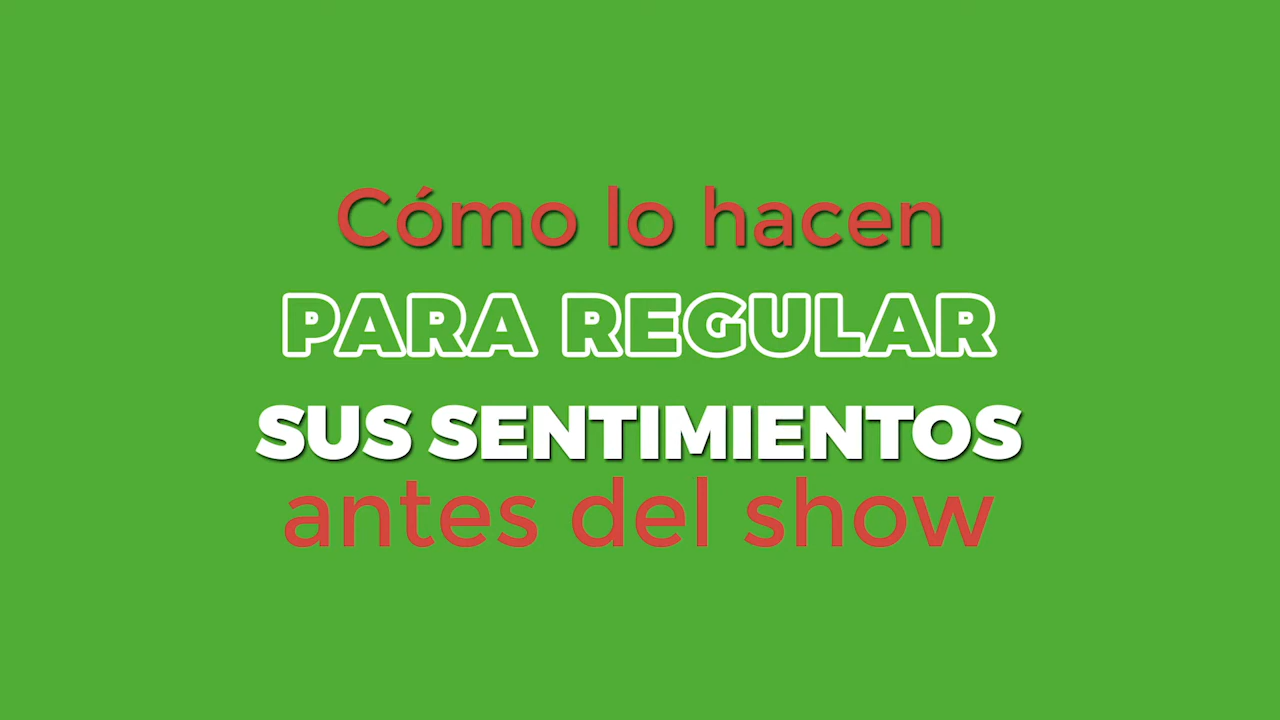 Cómo lo hacen
PARA REGULAR
SUS SENTIMIENTOS
antes del show